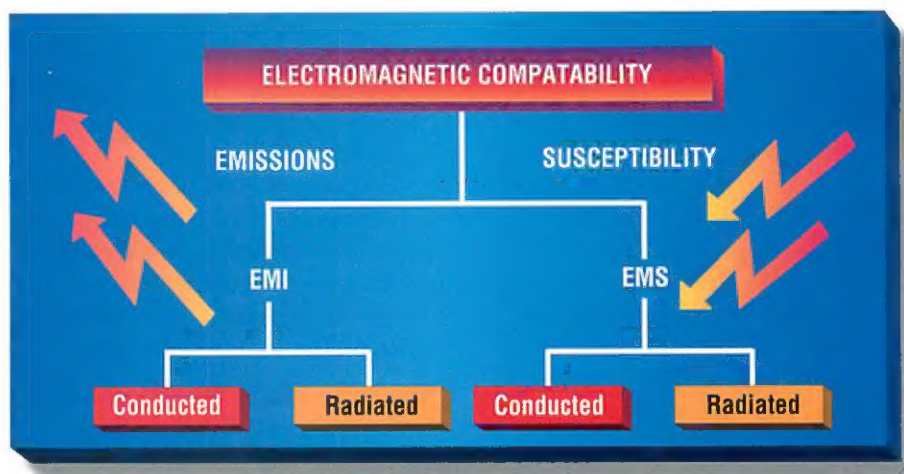 ELECTROMAGNETIC COMPATABILITY
EMISSIONS SUSCEPTIBILITY
EMI EMS
Conducted Radiated Conducted Radiated